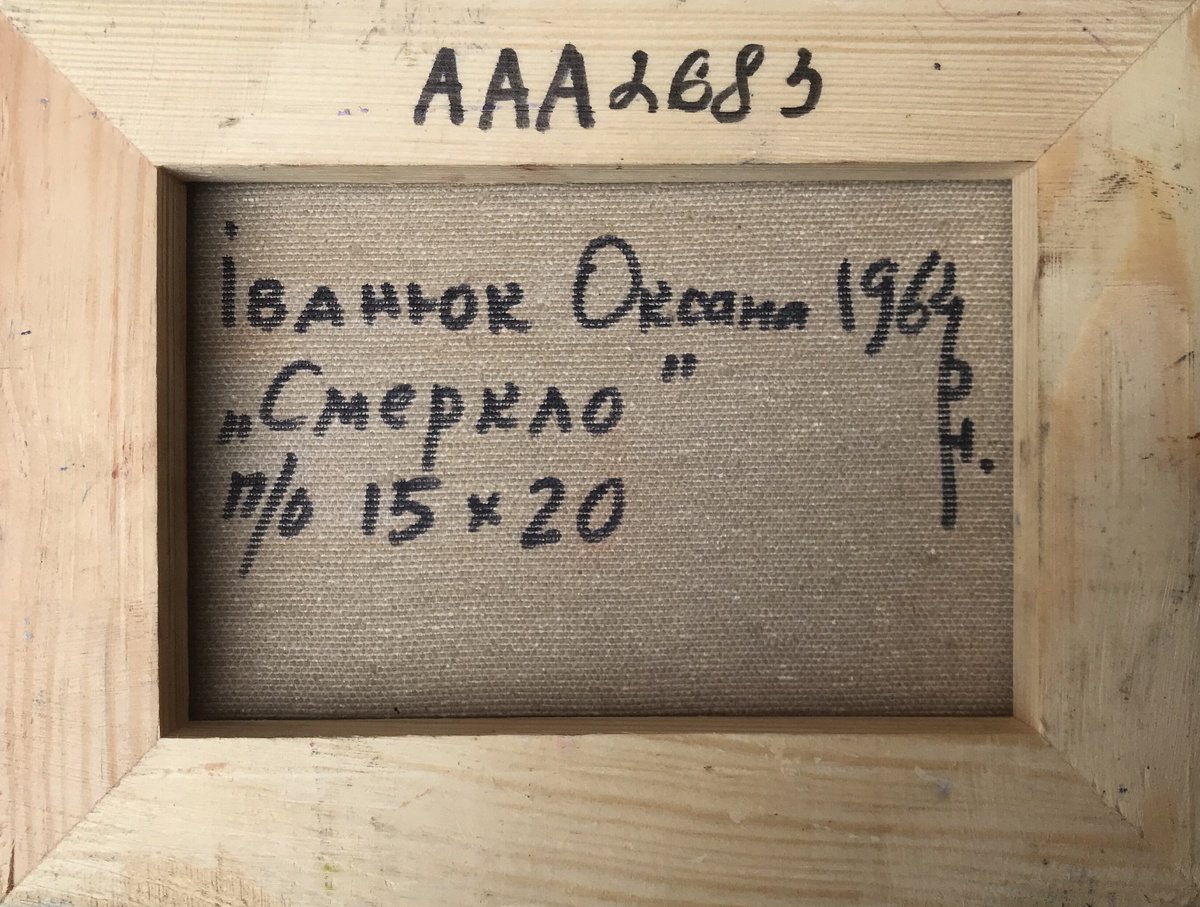 AAA2683
Іванюк Оксана 1964 р.н.
„Смеркло"
п/о 15×20